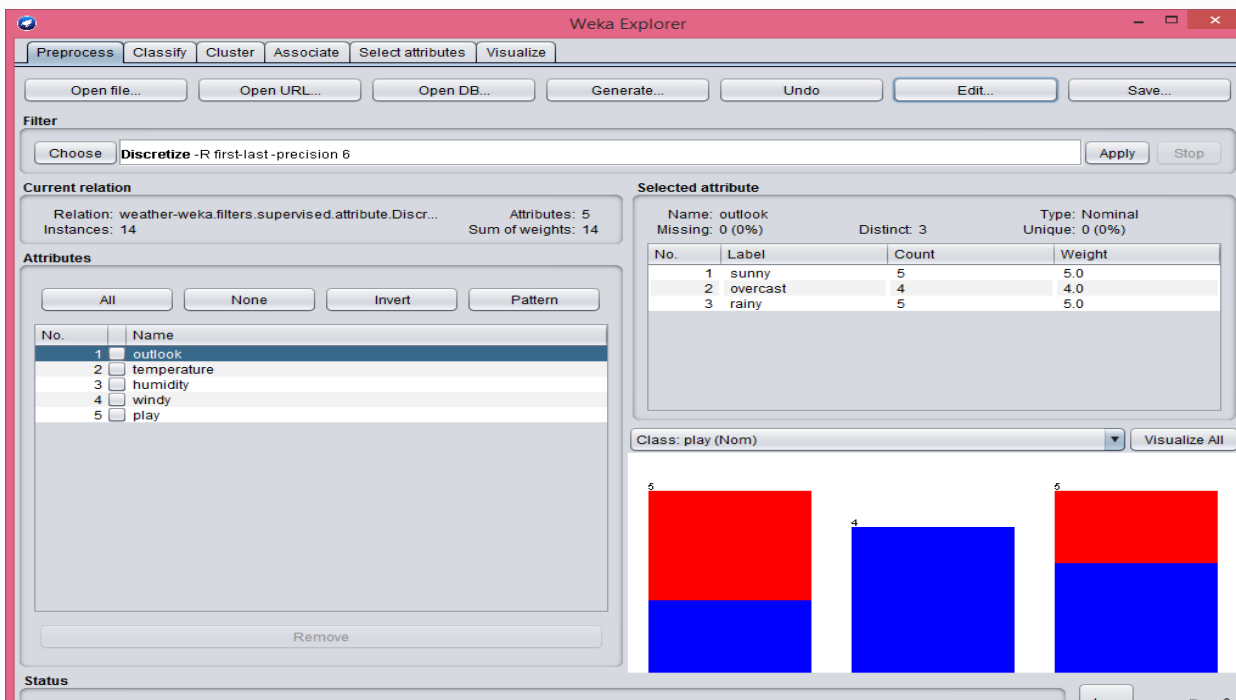 Weka Explorer
Preprocess Classify Cluster Associate Select attributes Visualize
Open file... Open URL... Open DB... Generate... Undo Edit... Save...
Filter
Choose Discretize -R first-last -precision 6 Apply Stop
Current relation
Relation: weather-weka.filters.supervised.attribute.Discr... Attributes: 5
Instances: 14 Sum of weights: 14
Attributes
All None Invert Pattern
No. Name
1 outlook
2 temperature
3 humidity
4 windy
5 play
Remove
Selected attribute
Name: outlook Type: Nominal
Missing: 0 (0%) Distinct: 3 Unique: 0 (0%)
No. Label Count Weight
1 sunny 5 5.0
2 overcast 4 4.0
3 rainy 5 5.0
Class: play (Nom) Visualize All
5 4 5
Status